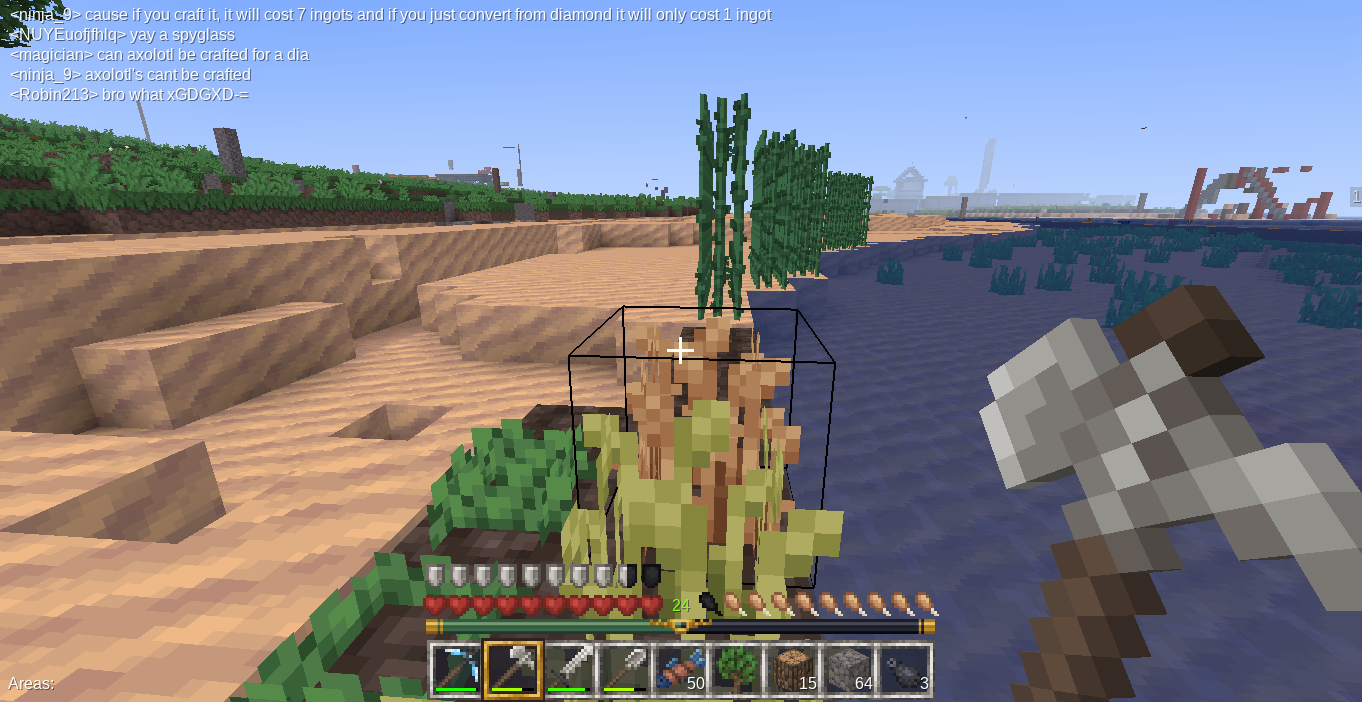 <ninja_9> cause if you craft it, it will cost 7 ingots and if you just convert from diamond it will only cost 1 ingot
<NUYEuofjfhlq> yay a spyglass
<magician> can axolotl be crafted for a dia
<ninja_9> axolotl's cant be crafted
<Robin213> bro what xGDGXD-=
1
24
Areas:
50
15
64
3